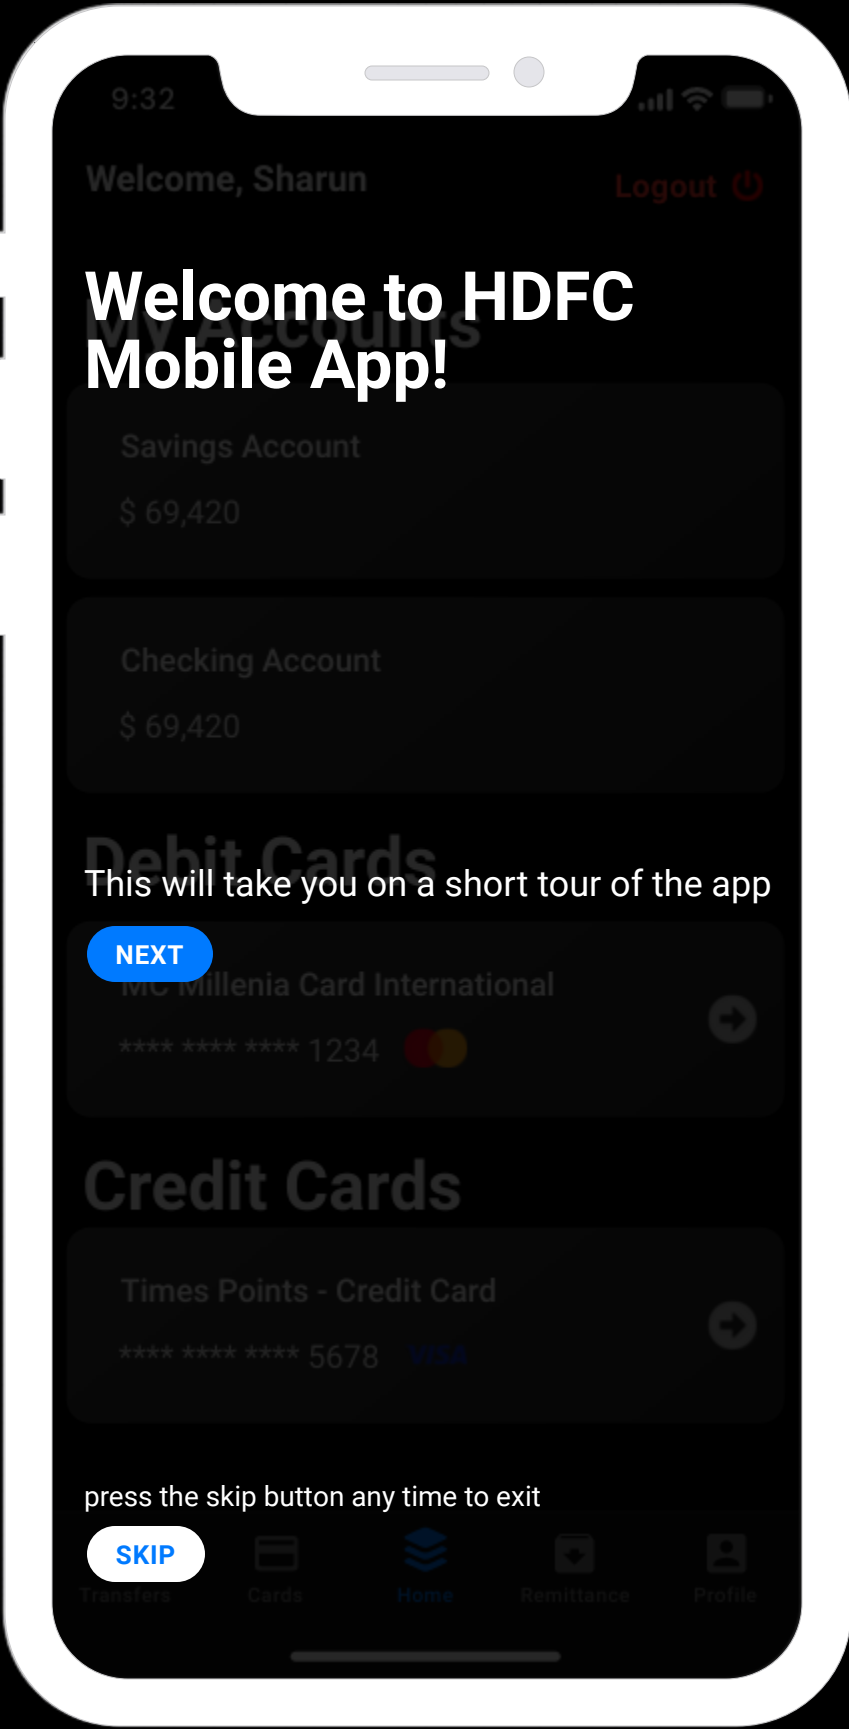 9:32
Welcome, Sharun
Logout
My Accounts
Welcome to HDFC
Mobile App!
Savings Account
$ 69,420
Checking Account
$ 69,420
Debit Cards
This will take you on a short tour of the app
NEXT
MC Millenia Card International
**** **** **** 1234
Credit Cards
Times Points - Credit Card
**** **** **** 5678 VISA
press the skip button any time to exit
SKIP
Transfers Cards Home Remittance Profile